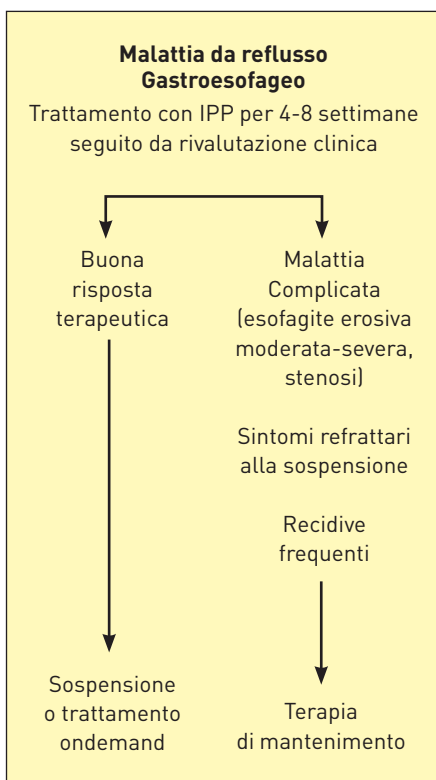 Malattia da reflusso
Gastroesofageo
Trattamento con IPP per 4-8 settimane
seguito da rivalutazione clinica
Buona
risposta
terapeutica
Malattia
Complicata
(esofagite erosiva
moderata-severa,
stenosi)
Sintomi refrattari
alla sospensione
Recidive
frequenti
Sospensione
o trattamento
ondemand
Terapia
di mantenimento